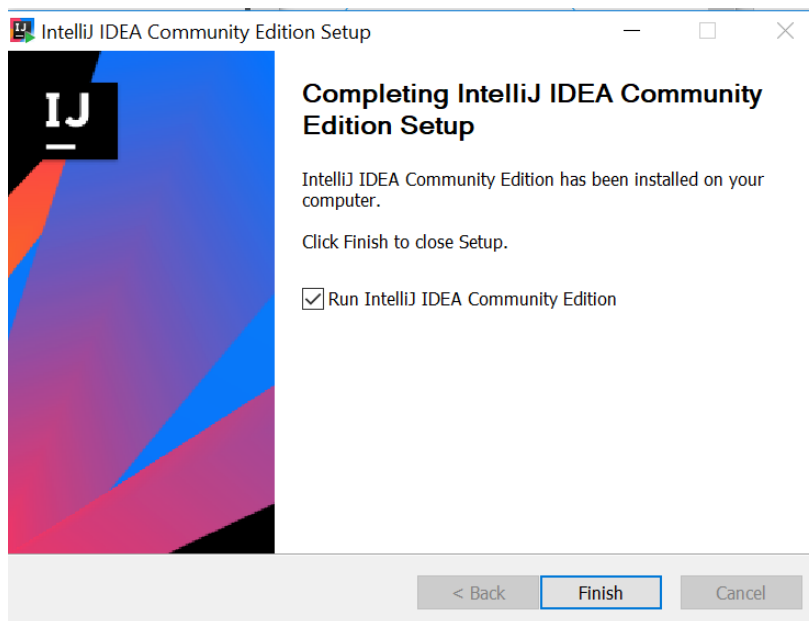 IntelliJ IDEA Community Edition Setup
IJ
Completing IntelliJ IDEA Community
Edition Setup
IntelliJ IDEA Community Edition has been installed on your
computer.
Click Finish to close Setup.
Run IntelliJ IDEA Community Edition
< Back
Finish
Cancel